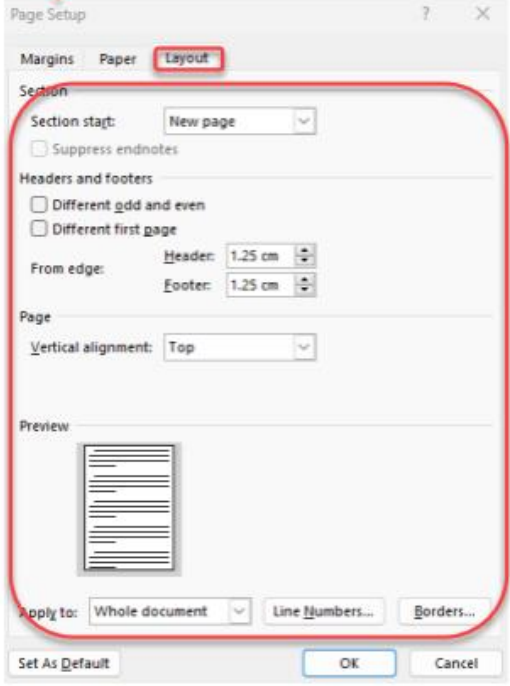 Page Setup ? ×
Margins Paper Layout
Section
Section start: New page
Suppress endnotes
Headers and footers
Different odd and even
Different first page
Header: 1.25 cm
From edge:
Footer: 1.25 cm
Page
Vertical alignment: Top
Preview
Apply to: Whole document Line Numbers... Borders...
Set As Default OK Cancel